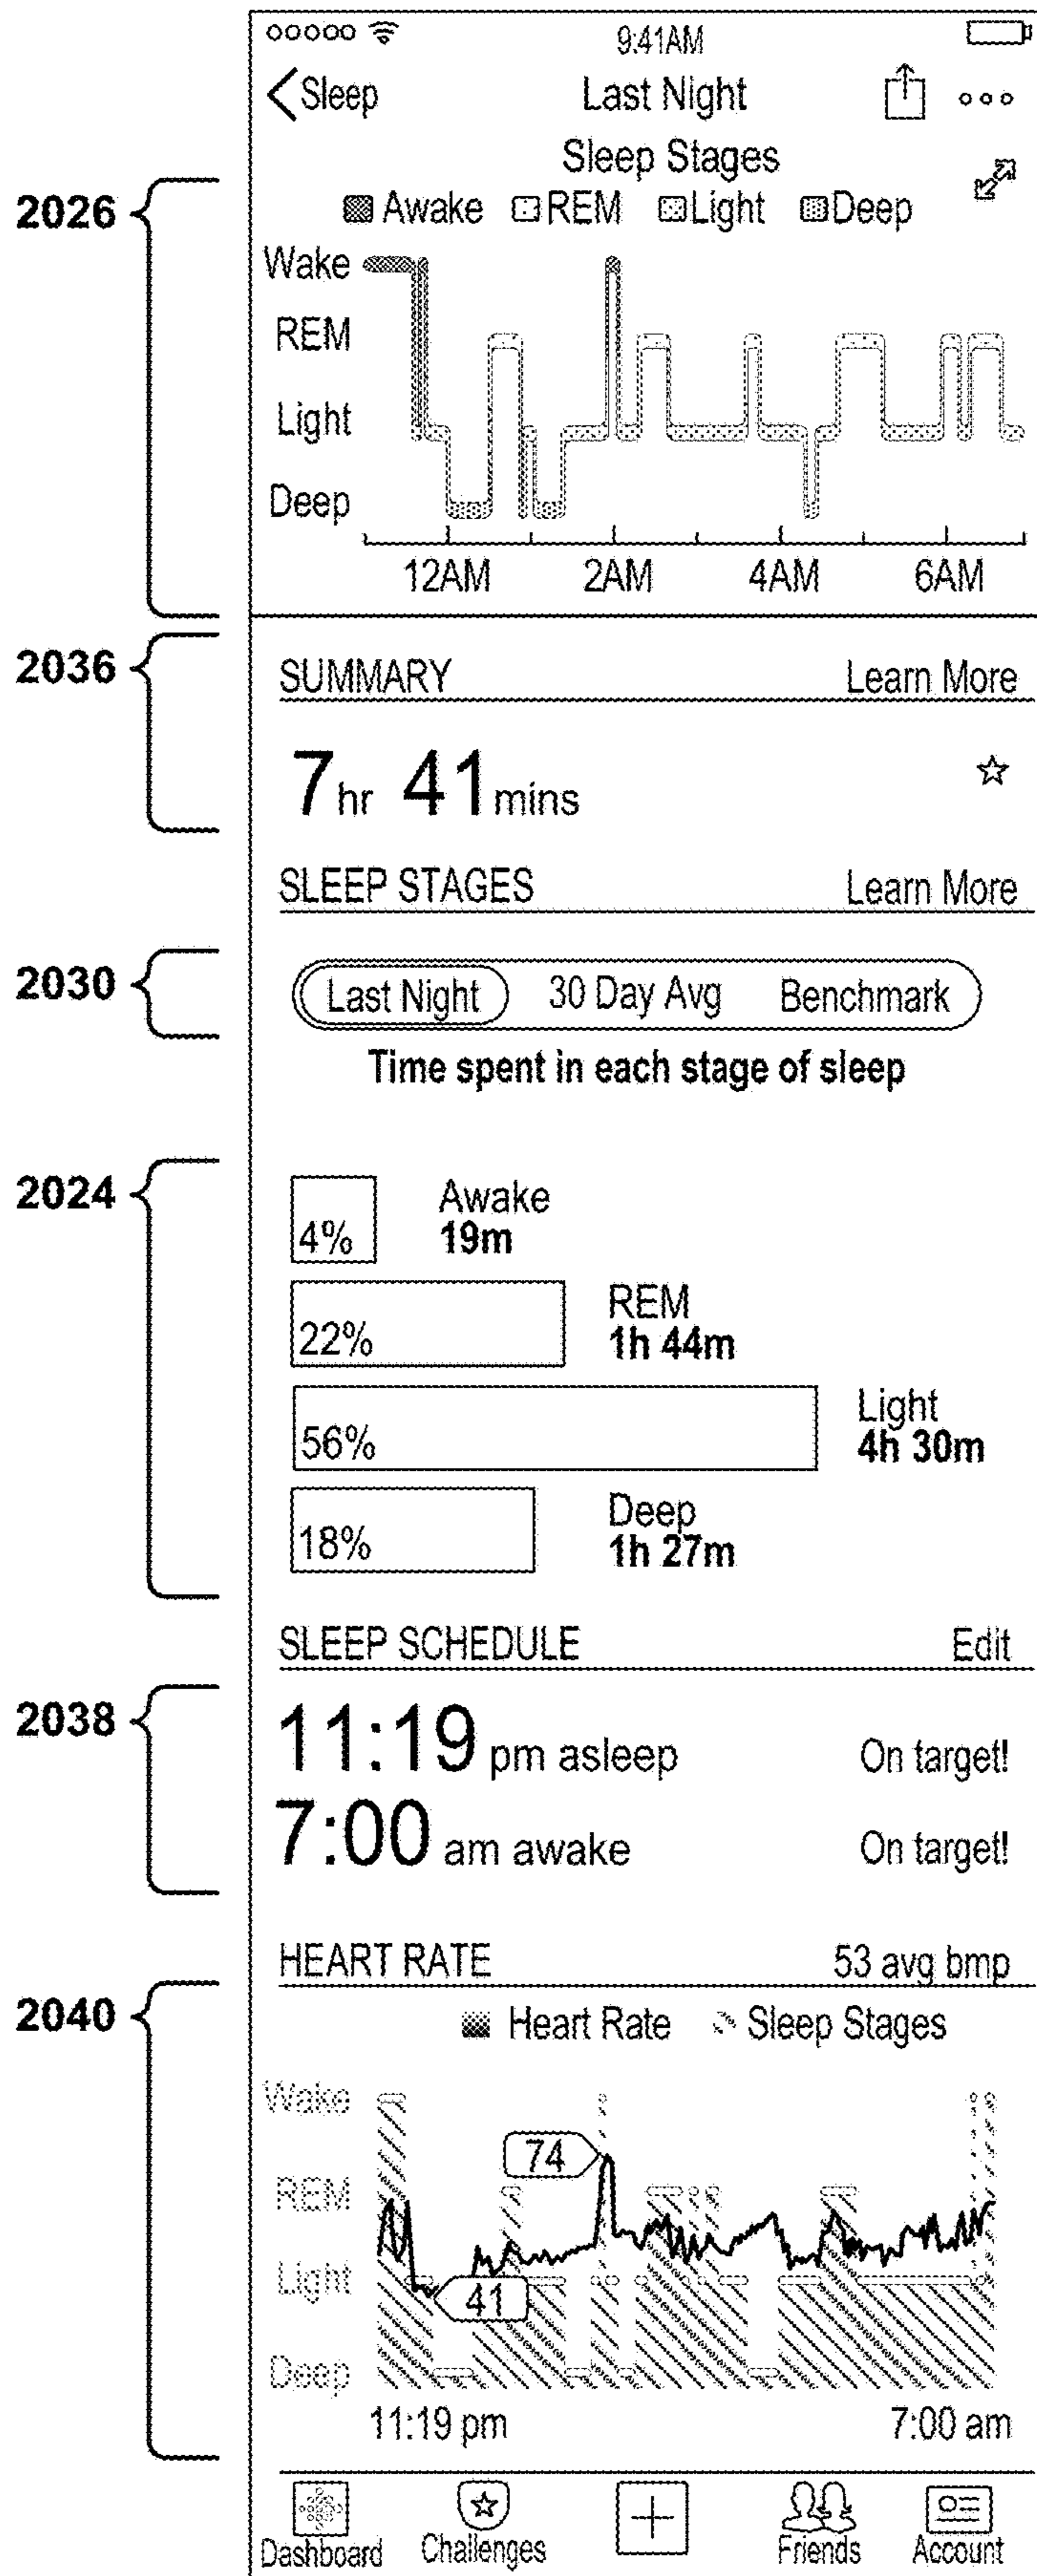 9:41AM
Sleep Last Night
Sleep Stages
2026
Awake REM Light Deep
Wake
REM
Light
Deep
12AM 2AM 4AM 6AM
2036
SUMMARY Learn More
7hr 41mins
SLEEP STAGES Learn More
2030
Last Night 30 Day Avg Benchmark
Time spent in each stage of sleep
2024
Awake
4% 19m
REM
22% 1h 44m
Light
56% 4h 30m
Deep
18% 1h 27m
SLEEP SCHEDULE Edit
2038
11:19 pm asleep On target!
7:00 am awake On target!
HEART RATE 53 avg bmp
2040
Heart Rate Sleep Stages
Wake
74
REM
Light
41
Deep
11:19 pm 7:00 am
Dashboard Challenges Friends Account